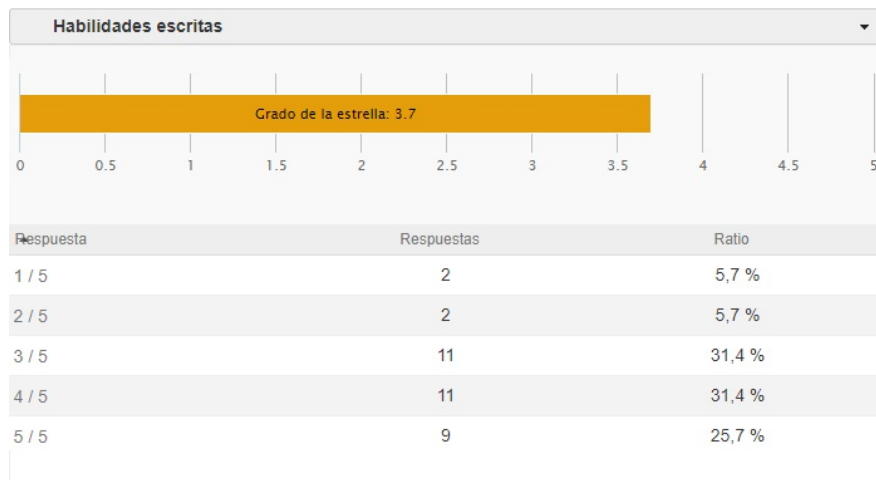 Habilidades escritas
Grado de la estrella: 3.7
0 0.5 1 1.5 2 2.5 3 3.5 4 4.5 5
Respuesta Respuestas Ratio
1 / 5 2 5,7 %
2 / 5 2 5,7 %
3 / 5 11 31,4 %
4 / 5 11 31,4 %
5 / 5 9 25,7 %